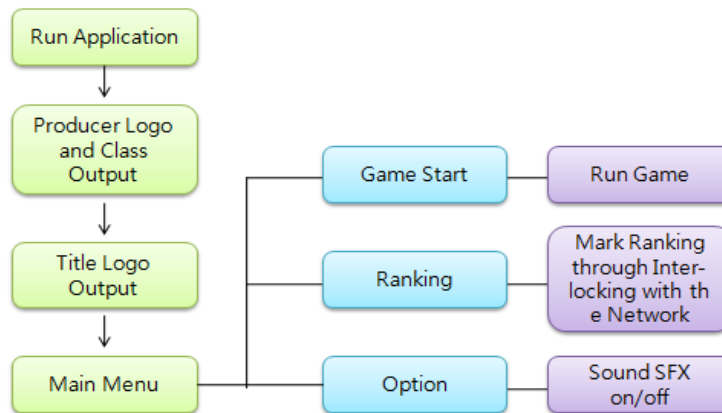 Run Application
Producer Logo
and Class
Output
Title Logo
Output
Main Menu
Game Start
Run Game
Ranking
Mark Ranking
through Inter-
locking with th
e Network
Option
Sound SFX
on/off